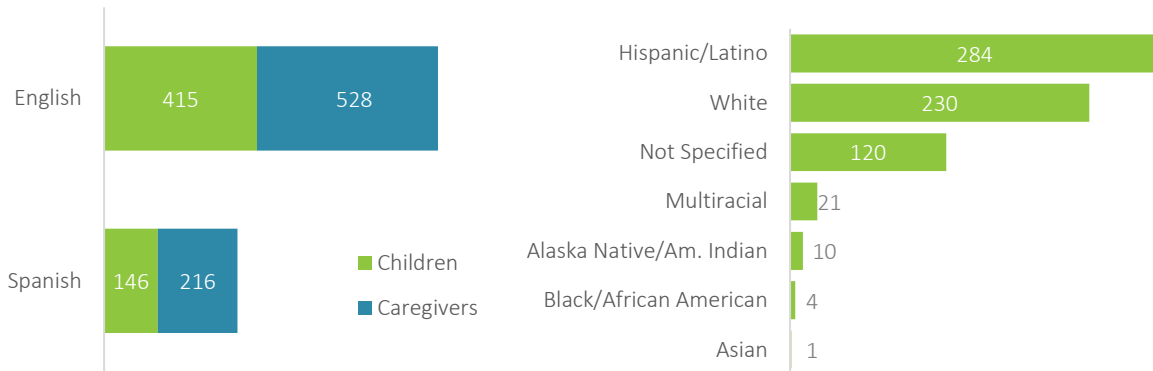 English
415
528
Spanish
146
216
Children
Caregivers
Hispanic/Latino
284
White
230
Not Specified
120
Multiracial
21
Alaska Native/Am. Indian
10
Black/African American
4
Asian
1